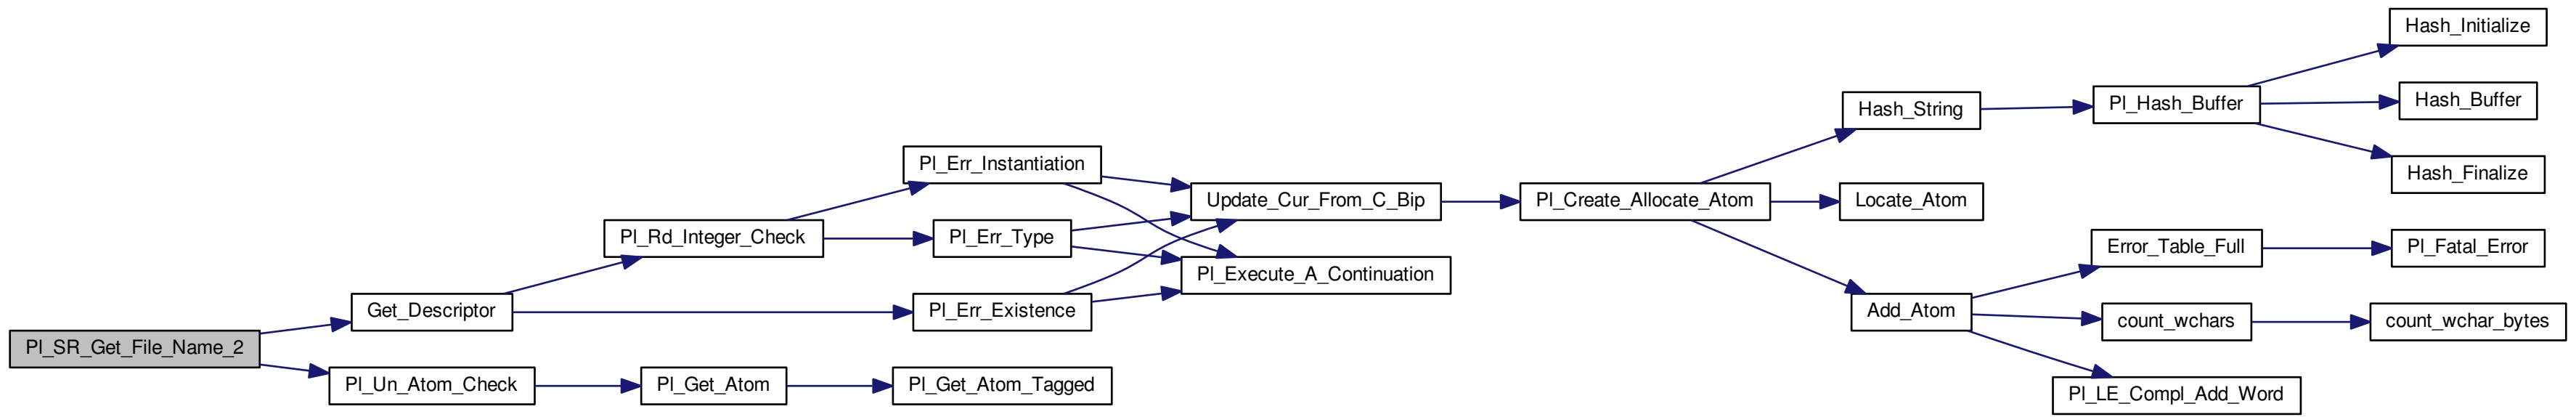 Pl_SR_Get_File_Name_2
Get_Descriptor
Pl_Un_Atom_Check
Pl_Rd_Integer_Check
Pl_Get_Atom
Pl_Err_Instantiation
Pl_Err_Type
Pl_Err_Existence
Pl_Get_Atom_Tagged
Update_Cur_From_C_Bip
Pl_Execute_A_Continuation
Pl_Create_Allocate_Atom
Hash_String
Locate_Atom
Add_Atom
Pl_Hash_Buffer
Error_Table_Full
count_wchars
Pl_LE_Compl_Add_Word
Hash_Initialize
Hash_Buffer
Hash_Finalize
Pl_Fatal_Error
count_wchar_bytes